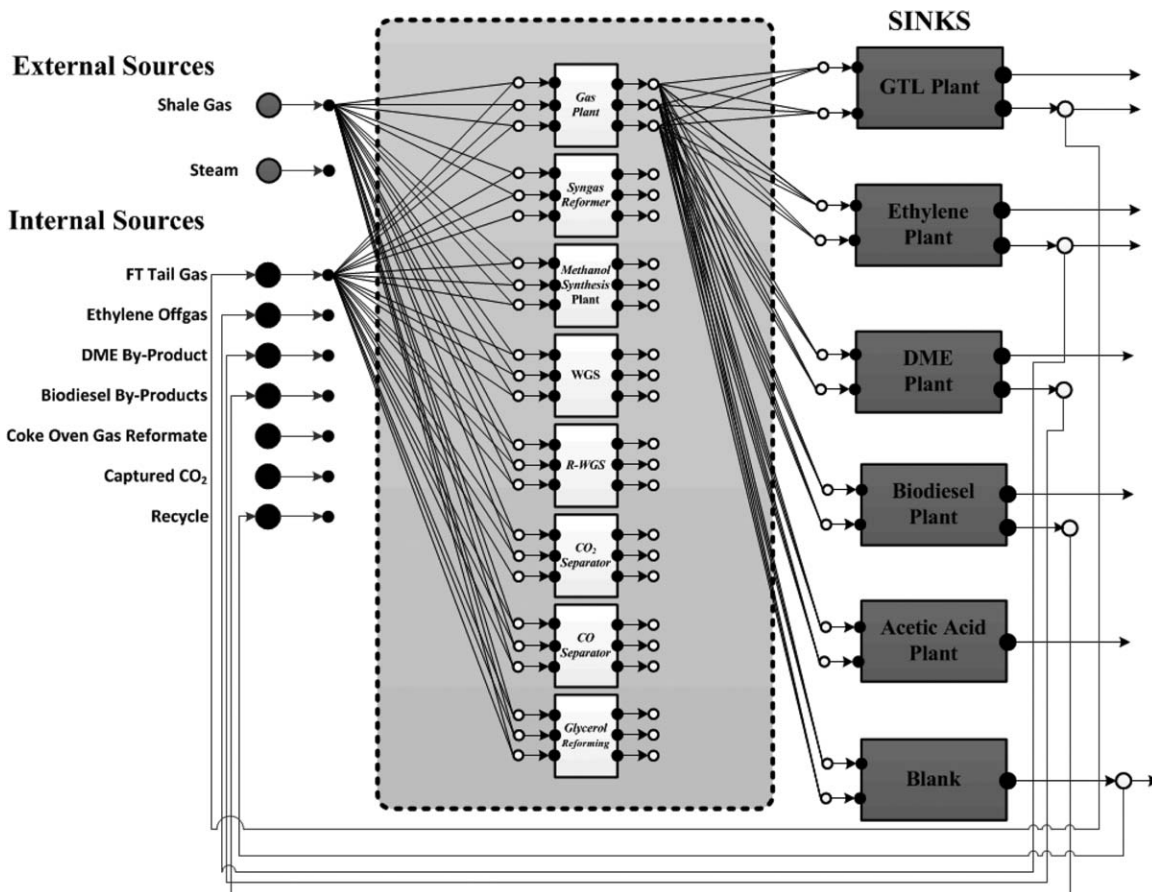 SINKS
External Sources
Shale Gas
Steam
Internal Sources
FT Tail Gas
Ethylene Offgas
DME By-Product
Biodiesel By-Products
Coke Oven Gas Reformate
Captured CO₂
Recycle
Gas
Plant
Syngas
Reformer
Methanol
Synthesis
Plant
WGS
R-WGS
CO₂
Separator
CO
Separator
Glycerol
Reforming
GTL Plant
Ethylene
Plant
DME
Plant
Biodiesel
Plant
Acetic Acid
Plant
Blank